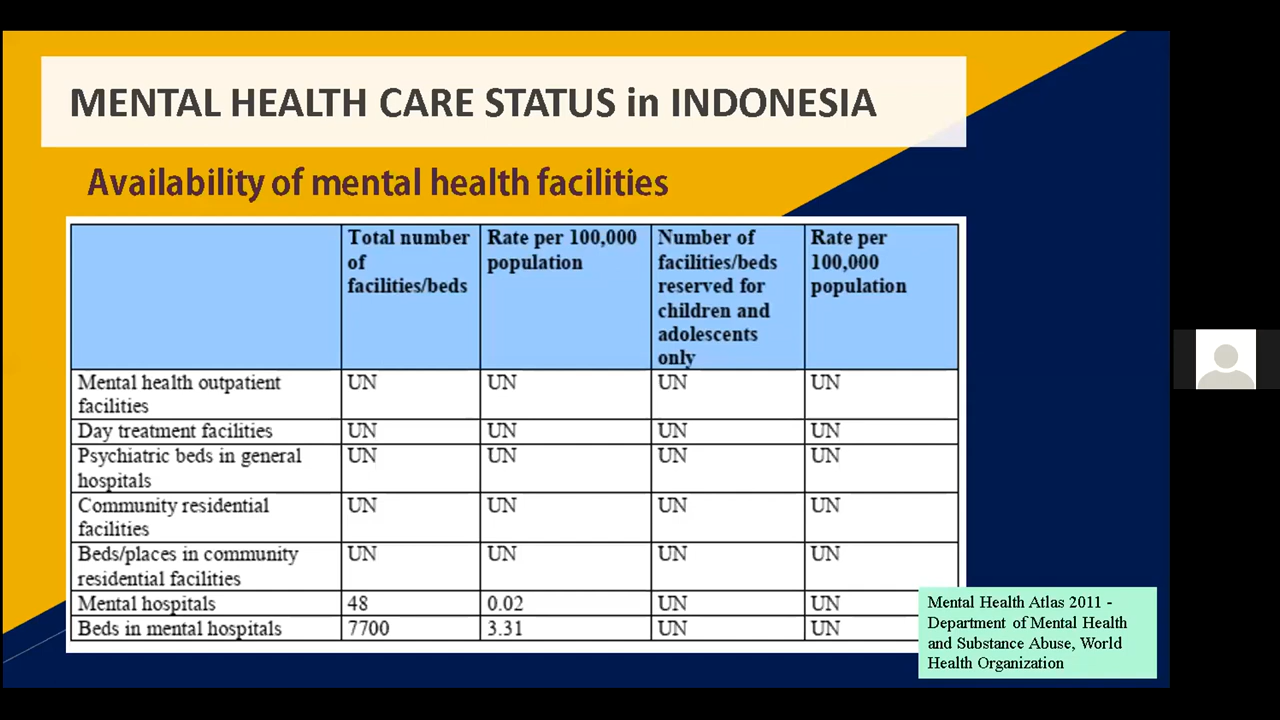 MENTAL HEALTH CARE STATUS in INDONESIA
Availability of mental health facilities
Total number of facilities/beds Rate per 100,000 population Number of facilities/beds reserved for children and adolescents only Rate per 100,000 population
Mental health outpatient facilities UN UN UN UN
Day treatment facilities UN UN UN UN
Psychiatric beds in general hospitals UN UN UN UN
Community residential facilities UN UN UN UN
Beds/places in community residential facilities UN UN UN UN
Mental hospitals 48 0.02 UN UN
Beds in mental hospitals 7700 3.31 UN UN
Mental Health Atlas 2011 -
Department of Mental Health
and Substance Abuse, World
Health Organization